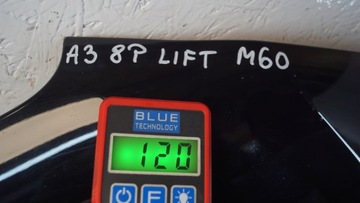 A3 8P LIFT M60
BLUE
TECHNOLOGY
120
F